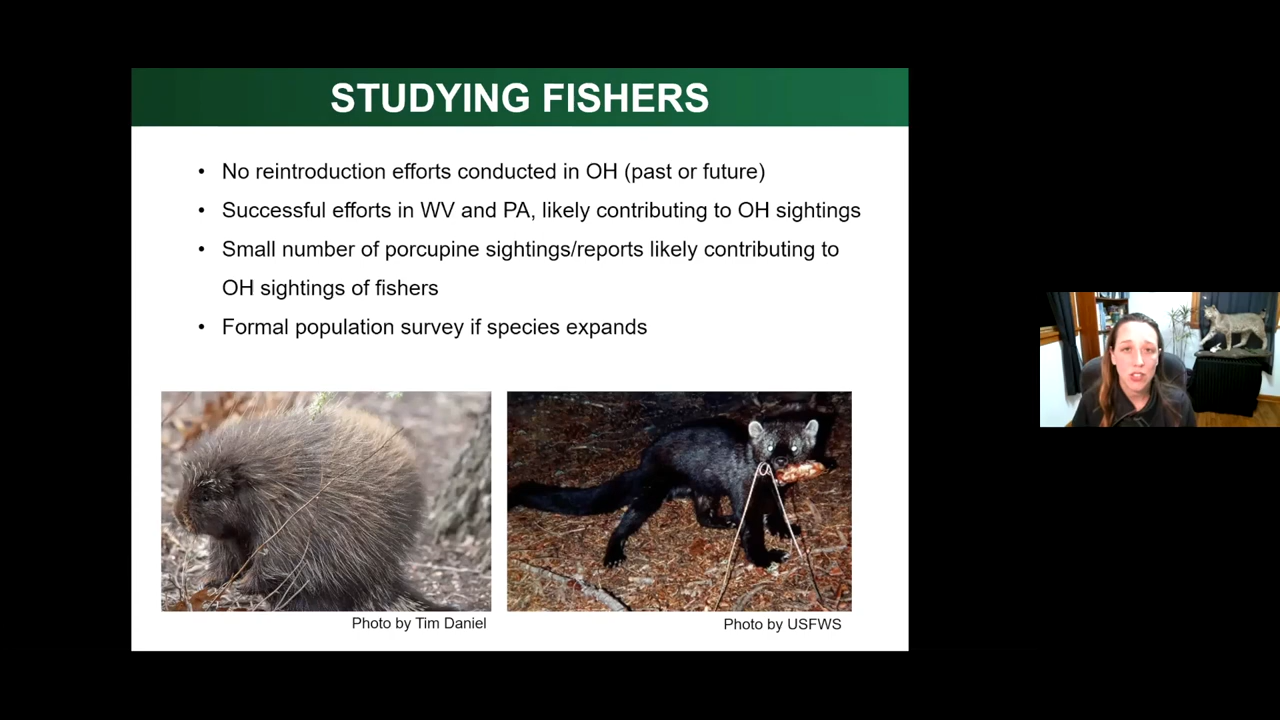 STUDYING FISHERS
• No reintroduction efforts conducted in OH (past or future)
• Successful efforts in WV and PA, likely contributing to OH sightings
• Small number of porcupine sightings/reports likely contributing to
OH sightings of fishers
• Formal population survey if species expands
Photo by Tim Daniel
Photo by USFWS